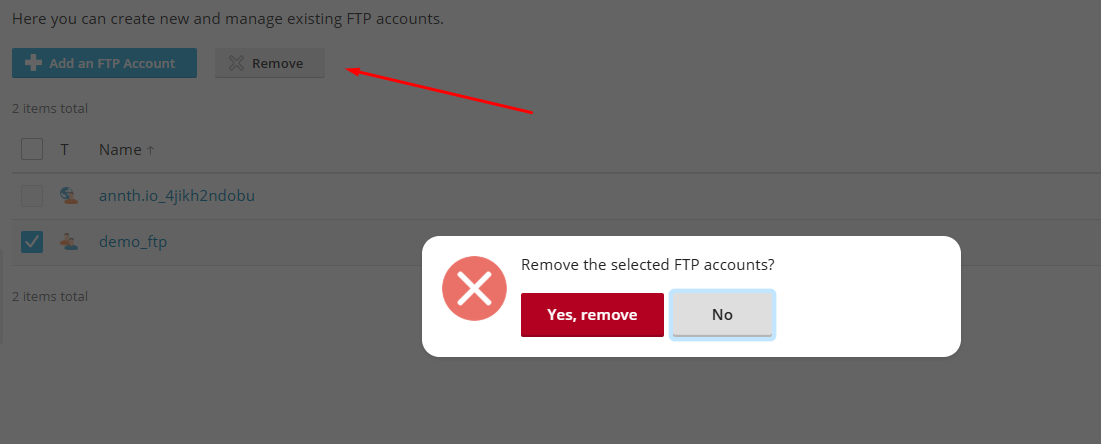 Here you can create new and manage existing FTP accounts.
Add an FTP Account
Remove
2 items total
T Name ↑
annth.io_4jikh2ndobu
demo_ftp
Remove the selected FTP accounts?
Yes, remove
No
2 items total